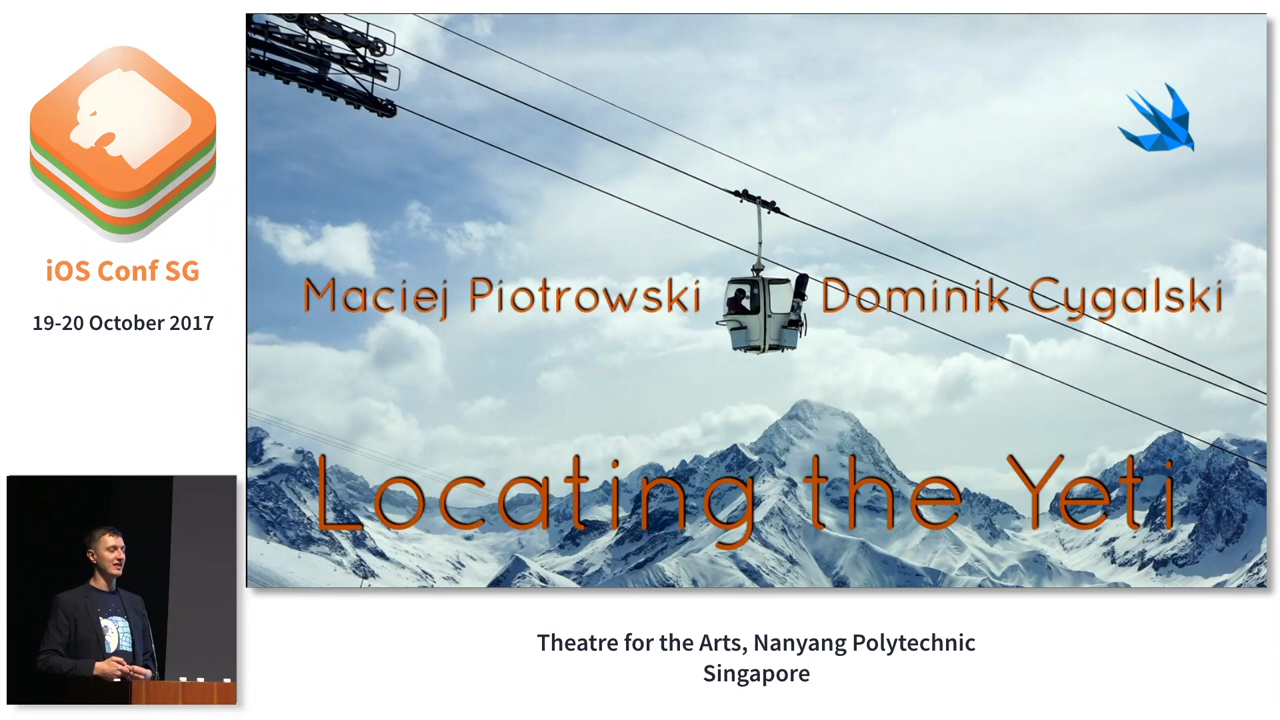 iOS Conf SG
19-20 October 2017
Maciej Piotrowski
Dominik Cygalski
Locating the Yeti
Theatre for the Arts, Nanyang Polytechnic
Singapore